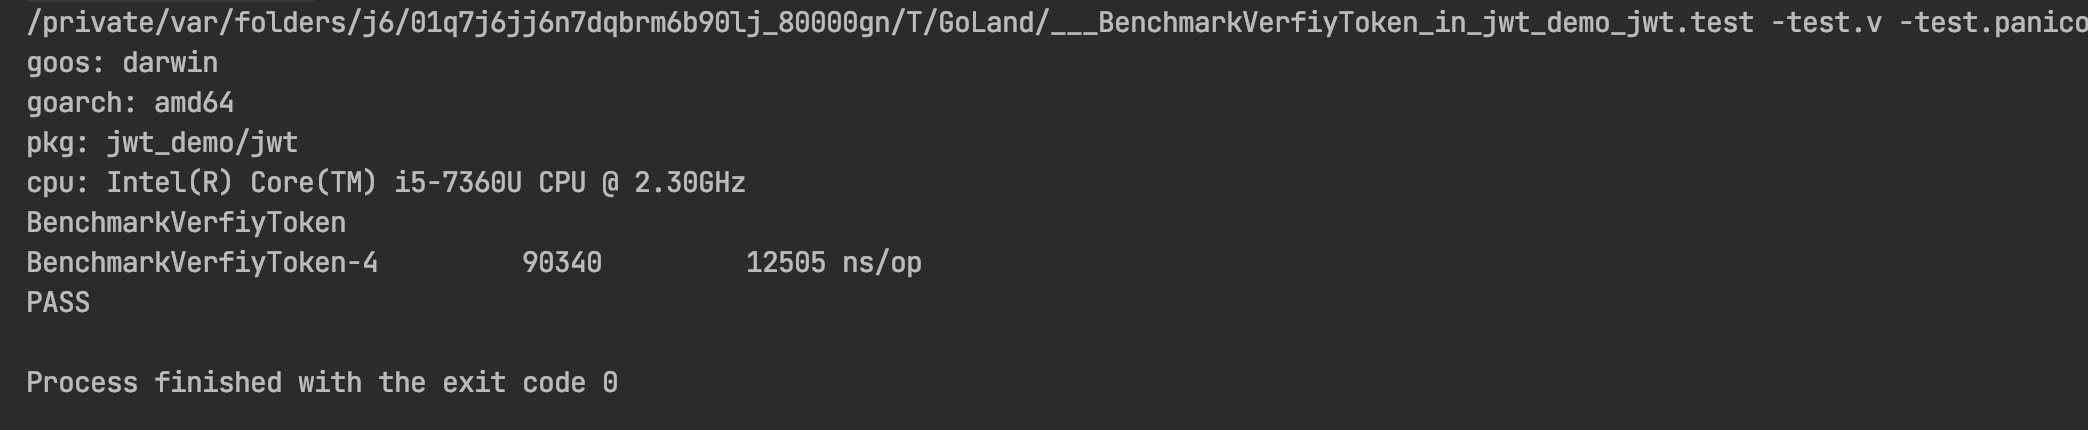 /private/var/folders/j6/01q7j6jj6n7dqbrm6b90lj_80000gn/T/GoLand/___BenchmarkVerfiyToken_in_jwt_demo_jwt.test -test.v -test.panico
goos: darwin
goarch: amd64
pkg: jwt_demo/jwt
cpu: Intel(R) Core(TM) i5-7360U CPU @ 2.30GHz
BenchmarkVerfiyToken
BenchmarkVerfiyToken-4         90340         12505 ns/op
PASS
Process finished with the exit code 0